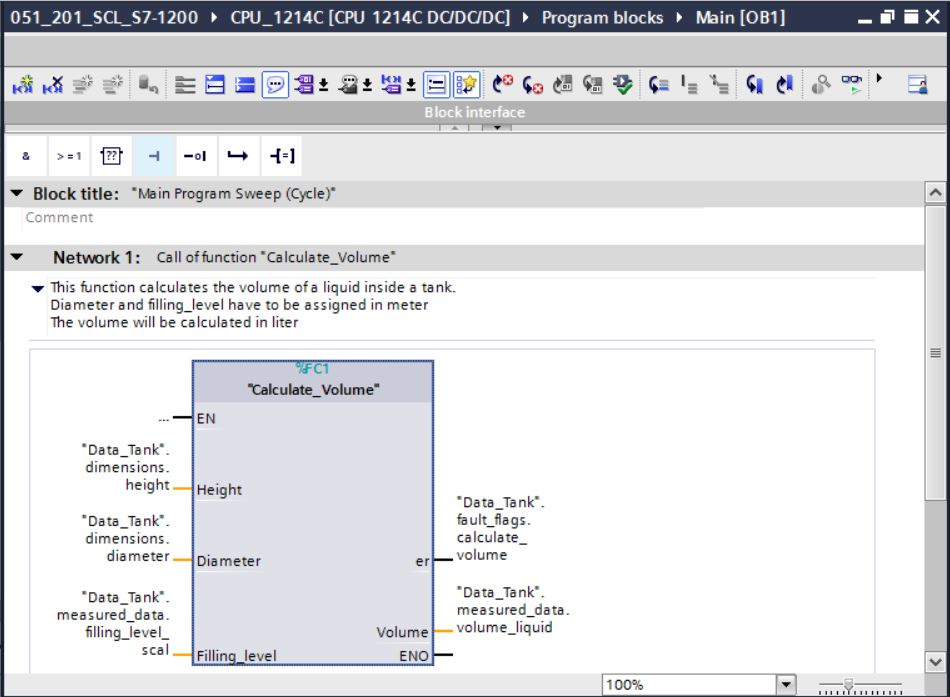 051_201_SCL_S7-1200 ▸ CPU_1214C [CPU 1214C DC/DC/DC] ▸ Program blocks ▸ Main [OB1]
Block interface
& >=1 ??
Block title: "Main Program Sweep (Cycle)"
Comment
Network 1: Call of function "Calculate_Volume"
This function calculates the volume of a liquid inside a tank.
Diameter and filling_level have to be assigned in meter
The volume will be calculated in liter
%FC1
"Calculate_Volume"
... EN
"Data_Tank".
dimensions.
height
Height
"Data_Tank".
dimensions.
diameter
Diameter
"Data_Tank".
measured_data.
filling_level_
scal
Filling_level
er
"Data_Tank".
fault_flags.
calculate_
volume
Volume
"Data_Tank".
measured_data.
volume_liquid
ENO
100%